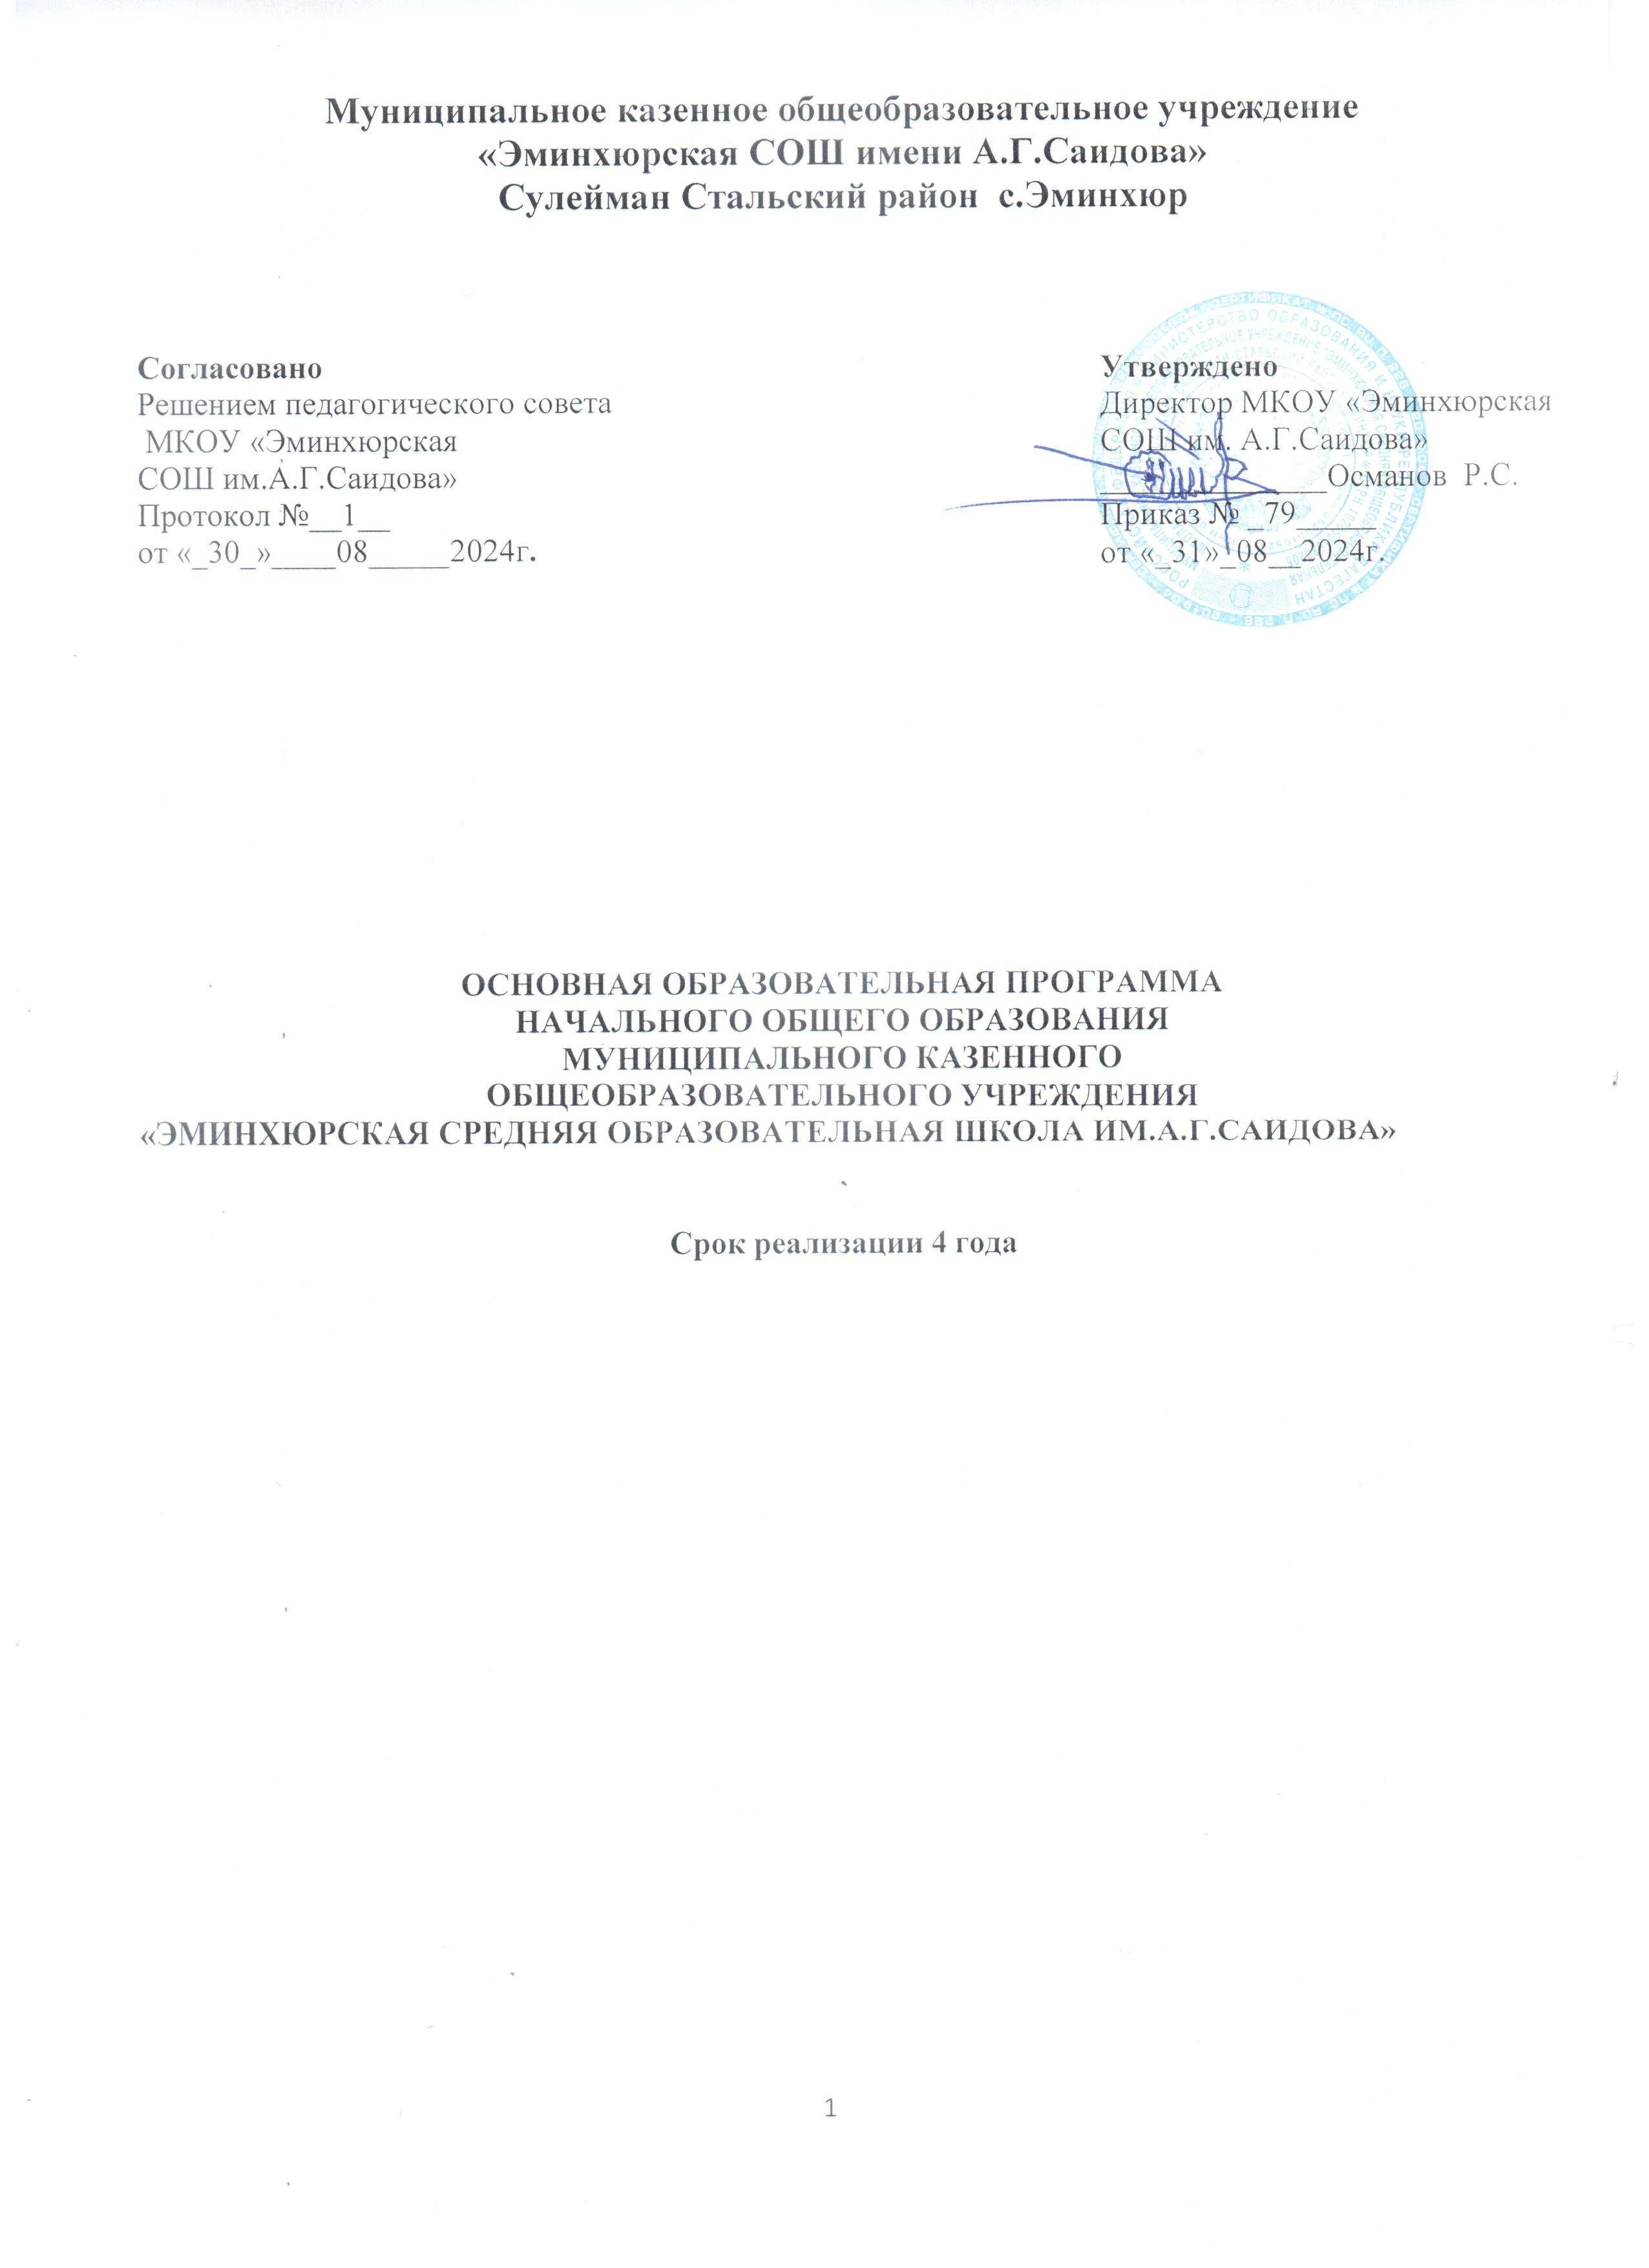 Муниципальное казенное общеобразовательное учреждение
«Эминхюрская СОШ имени А.Г.Саидова»
Сулейман Стальский район  с.Эминхюр
Согласовано
Решением педагогического совета
МКОУ «Эминхюрская
СОШ им.А.Г.Саидова»
Протокол №__1__
от «_30_»____08_____2024г.
Утверждено
Директор МКОУ «Эминхюрская
СОШ им. А.Г.Саидова»
______________Османов  Р.С.
Приказ № _79_____
от «_31»_08__2024г.
ОСНОВНАЯ ОБРАЗОВАТЕЛЬНАЯ ПРОГРАММА
НАЧАЛЬНОГО ОБЩЕГО ОБРАЗОВАНИЯ
МУНИЦИПАЛЬНОГО КАЗЕННОГО
ОБЩЕОБРАЗОВАТЕЛЬНОГО УЧРЕЖДЕНИЯ
«ЭМИНХЮРСКАЯ СРЕДНЯЯ ОБРАЗОВАТЕЛЬНАЯ ШКОЛА ИМ.А.Г.САИДОВА»
Срок реализации 4 года
1